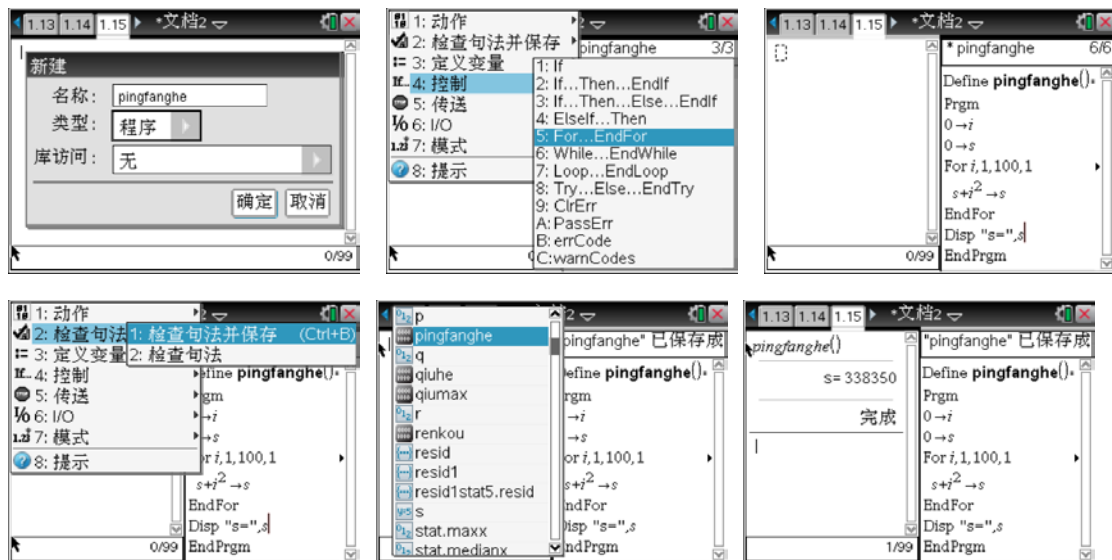 1.13 1.14 1.15 *文档2
新建
名称: pingfanghe
类型: 程序
库访问: 无
确定 取消
0/99
1: 动作
2: 检查句法并保存
3: 定义变量
4: 控制
5: 传送
6: I/O
7: 模式
8: 提示
pingfanghe 3/3
1: If
2: If...Then...EndIf
3: If...Then...Else...EndIf
4: ElseIf...Then
5: For...EndFor
6: While...EndWhile
7: Loop...EndLoop
8: Try...Else...EndTry
9: ClrErr
A: PassErr
B: errCode
C: warnCodes
1.13 1.14 1.15 *文档2
0/99
* pingfanghe 6/6
Define pingfanghe()=
Prgm
0→i
0→s
For i,1,100,1
s+i²→s
EndFor
Disp "s=",s
EndPrgm
1: 动作
2: 检查句法
3: 定义变量
4: 控制
5: 传送
6: I/O
7: 模式
8: 提示
1: 检查句法并保存 (Ctrl+B)
2: 检查句法
efine pingfanghe()=
rgm
→i
→s
or i,1,100,1
s+i²→s
EndFor
Disp "s=",s
EndPrgm
0/99
p
pingfanghe
q
qiuhe
qiumax
r
renkou
resid
resid1
resid1stat5.resid
s
stat.maxx
stat.medianx
pingfanghe" 已保存成
efine pingfanghe()=
rgm
→i
→s
or i,1,100,1
s+i²→s
ndFor
isp "s=",s
ndPrgm
1.13 1.14 1.15 *文档2
pingfanghe()
s= 338350
完成
1/99
"pingfanghe" 已保存成
Define pingfanghe()=
Prgm
0→i
0→s
For i,1,100,1
s+i²→s
EndFor
Disp "s=",s
EndPrgm